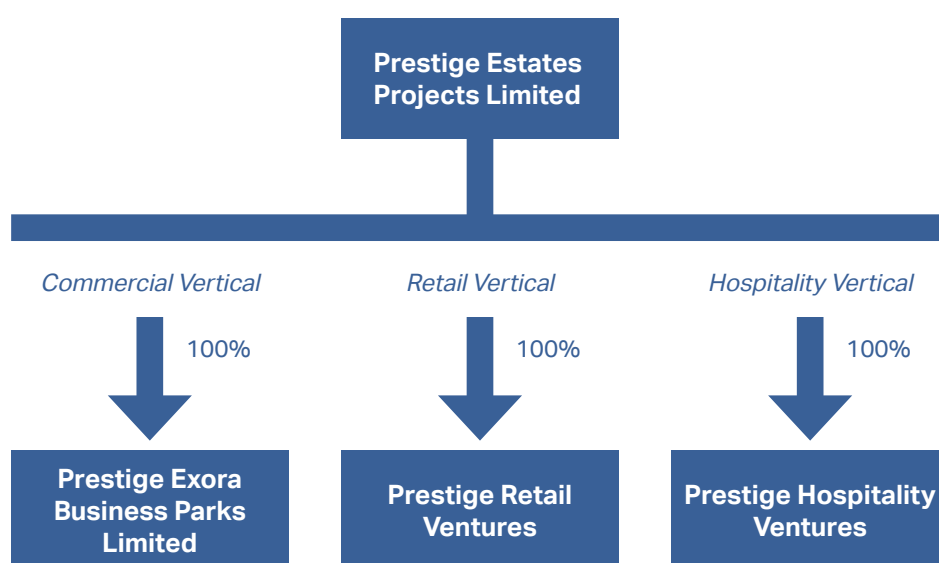 Prestige Estates
Projects Limited
Commercial Vertical
Retail Vertical
Hospitality Vertical
100%
100%
100%
Prestige Exora
Business Parks
Limited
Prestige Retail
Ventures
Prestige Hospitality
Ventures